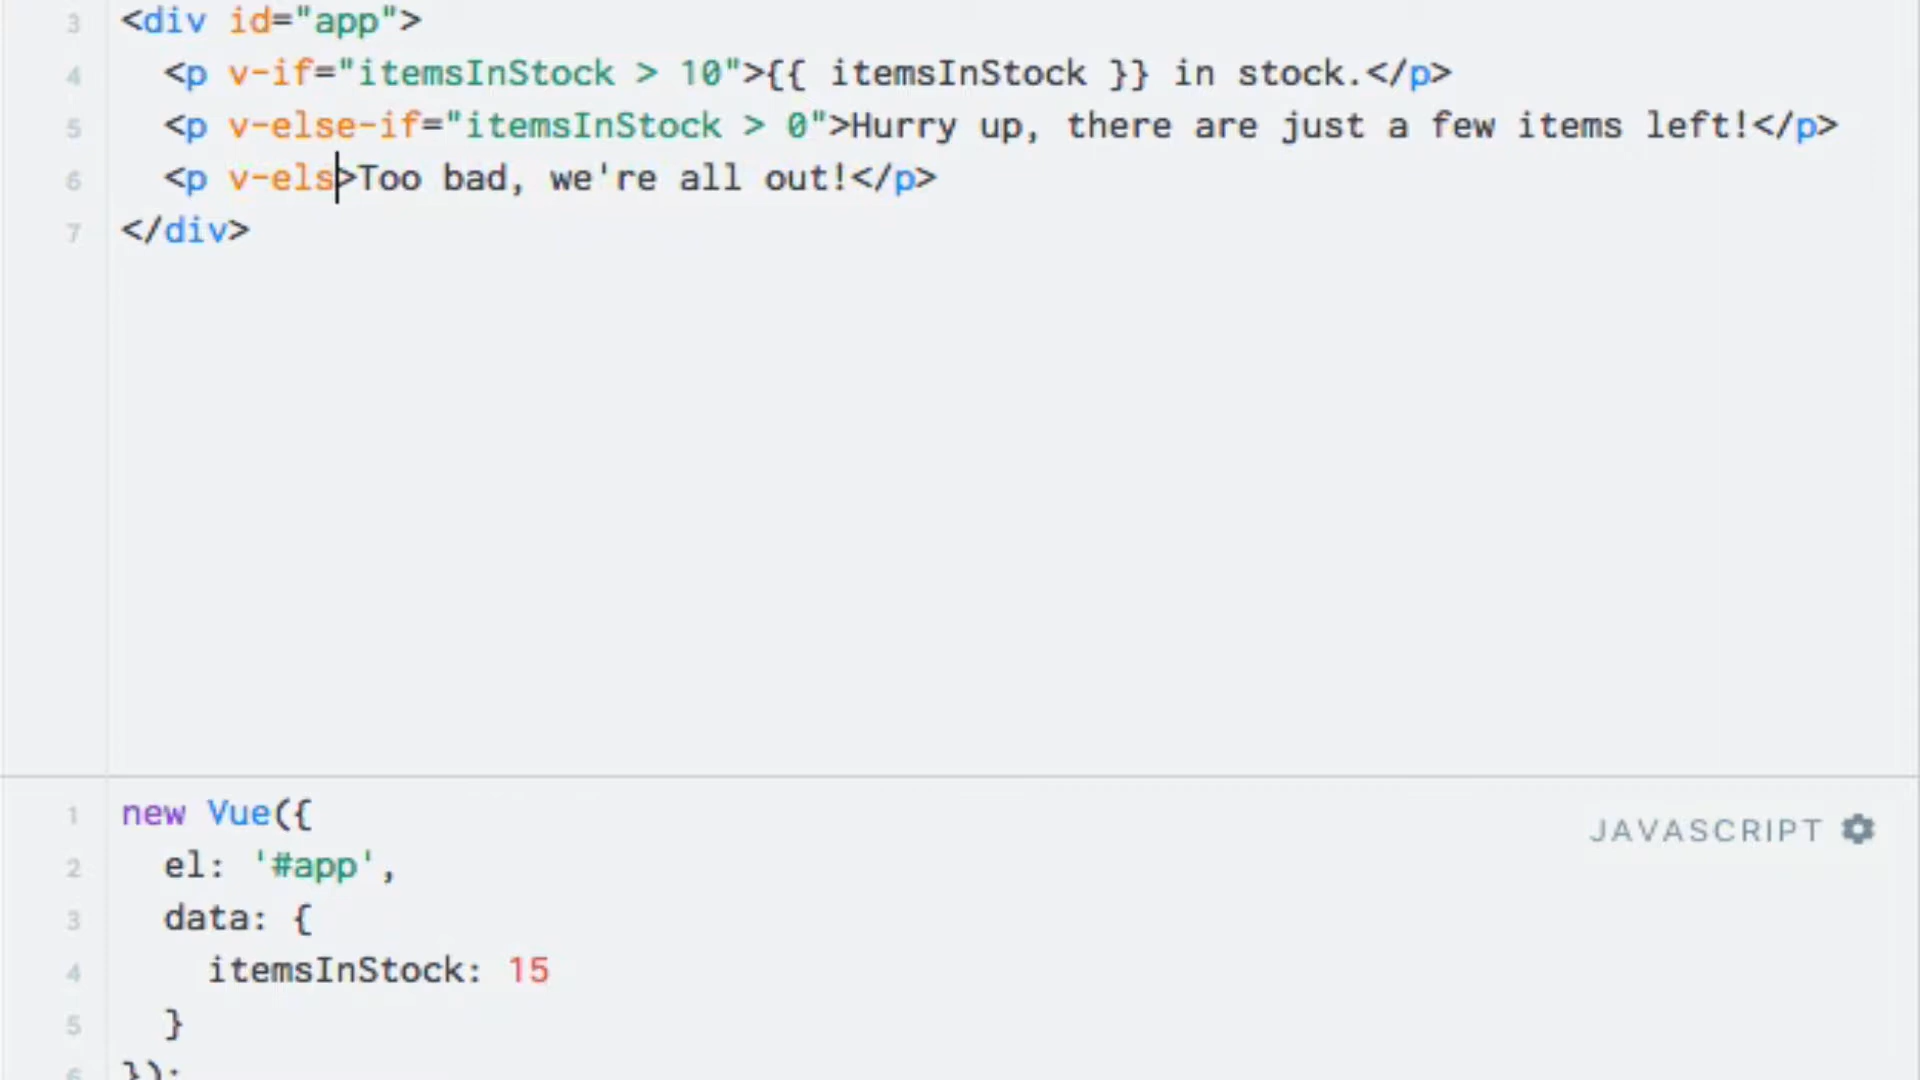 3 <div id="app">
4 <p v-if="itemsInStock > 10">{{ itemsInStock }} in stock.</p>
5 <p v-else-if="itemsInStock > 0">Hurry up, there are just a few items left!</p>
6 <p v-els>Too bad, we're all out!</p>
7 </div>
1 new Vue({
JAVASCRIPT
2 el: '#app',
3 data: {
4 itemsInStock: 15
5 }
6 });